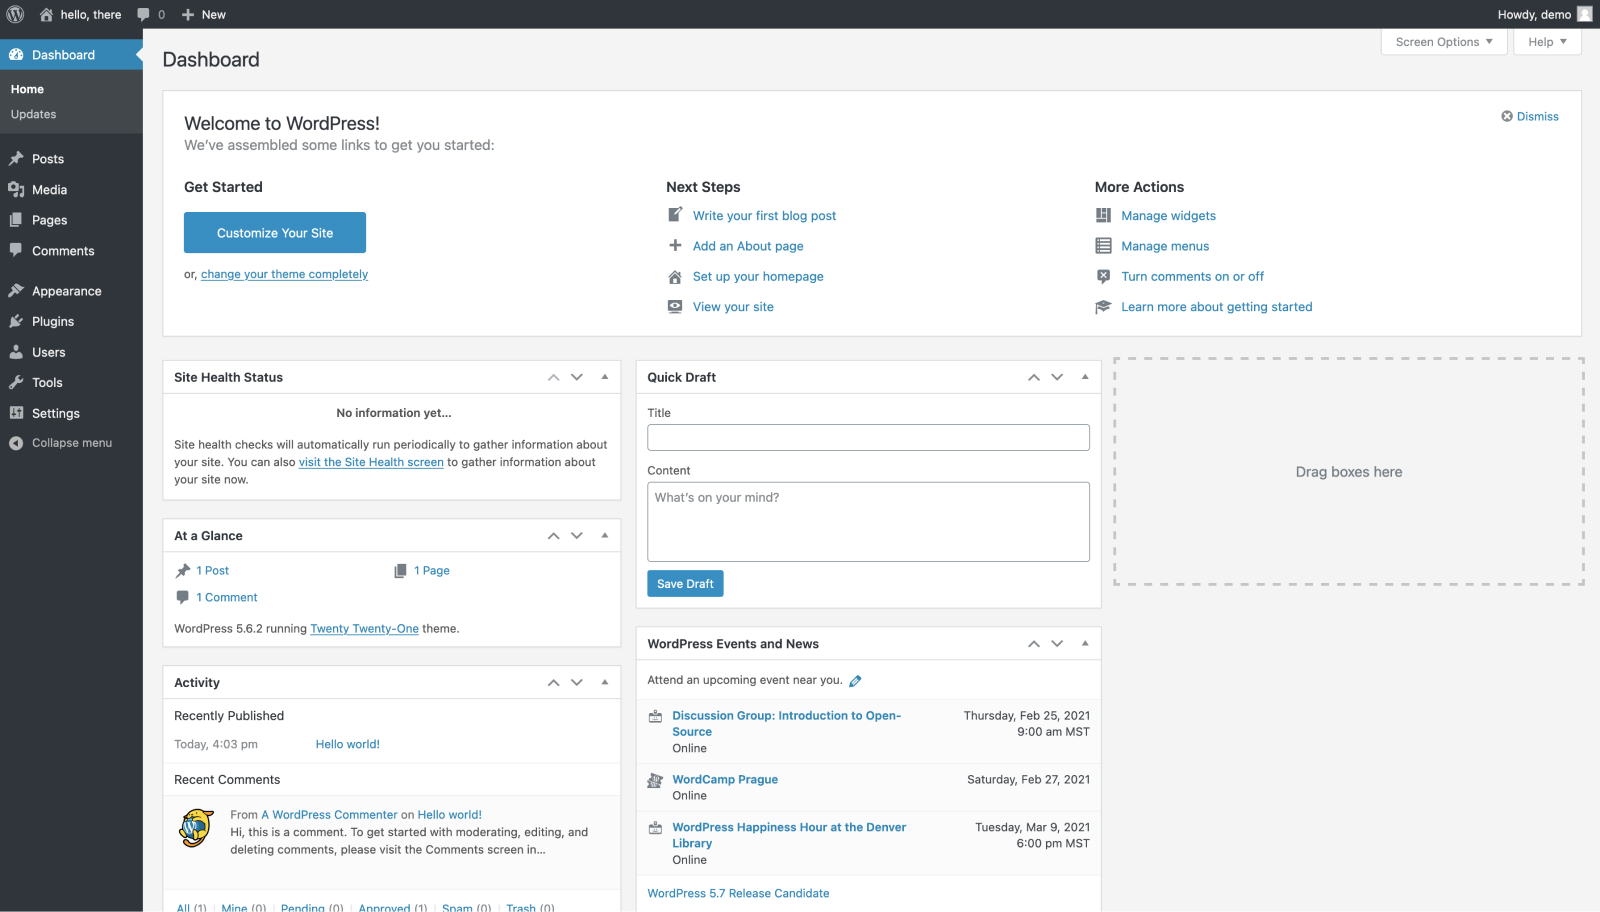 hello, there
0
New
Howdy, demo
Dashboard
Home
Updates
Posts
Media
Pages
Comments
Appearance
Plugins
Users
Tools
Settings
Collapse menu
Screen Options
Help
Dashboard
Welcome to WordPress!
We've assembled some links to get you started:
Dismiss
Get Started
Customize Your Site
or, change your theme completely
Next Steps
Write your first blog post
Add an About page
Set up your homepage
View your site
More Actions
Manage widgets
Manage menus
Turn comments on or off
Learn more about getting started
Site Health Status
No information yet...
Site health checks will automatically run periodically to gather information about
your site. You can also visit the Site Health screen to gather information about
your site now.
At a Glance
1 Post
1 Page
1 Comment
WordPress 5.6.2 running Twenty Twenty-One theme.
Activity
Recently Published
Today, 4:03 pm
Hello world!
Recent Comments
From A WordPress Commenter on Hello world!
Hi, this is a comment. To get started with moderating, editing, and
deleting comments, please visit the Comments screen in...
All (1) | Mine (0) | Pending (0) | Approved (1) | Spam (0) | Trash (0)
Quick Draft
Title
Content
What's on your mind?
Save Draft
WordPress Events and News
Attend an upcoming event near you.
Discussion Group: Introduction to Open-
Source
Online
Thursday, Feb 25, 2021
9:00 am MST
WordCamp Prague
Online
Saturday, Feb 27, 2021
WordPress Happiness Hour at the Denver
Library
Online
Tuesday, Mar 9, 2021
6:00 pm MST
WordPress 5.7 Release Candidate
Drag boxes here